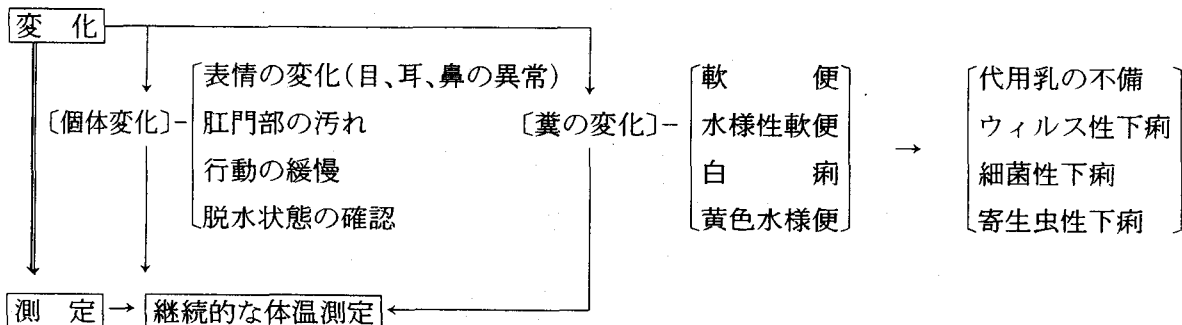 変　化
表情の変化(目、耳、鼻の異常)
〔個体変化〕
肛門部の汚れ
行動の緩慢
脱水状態の確認
〔糞の変化〕
軟　　　便
水様性軟便
白　　　痢
黄色水様便
→
代用乳の不備
ウィルス性下痢
細菌性下痢
寄生虫性下痢
測　定→継続的な体温測定